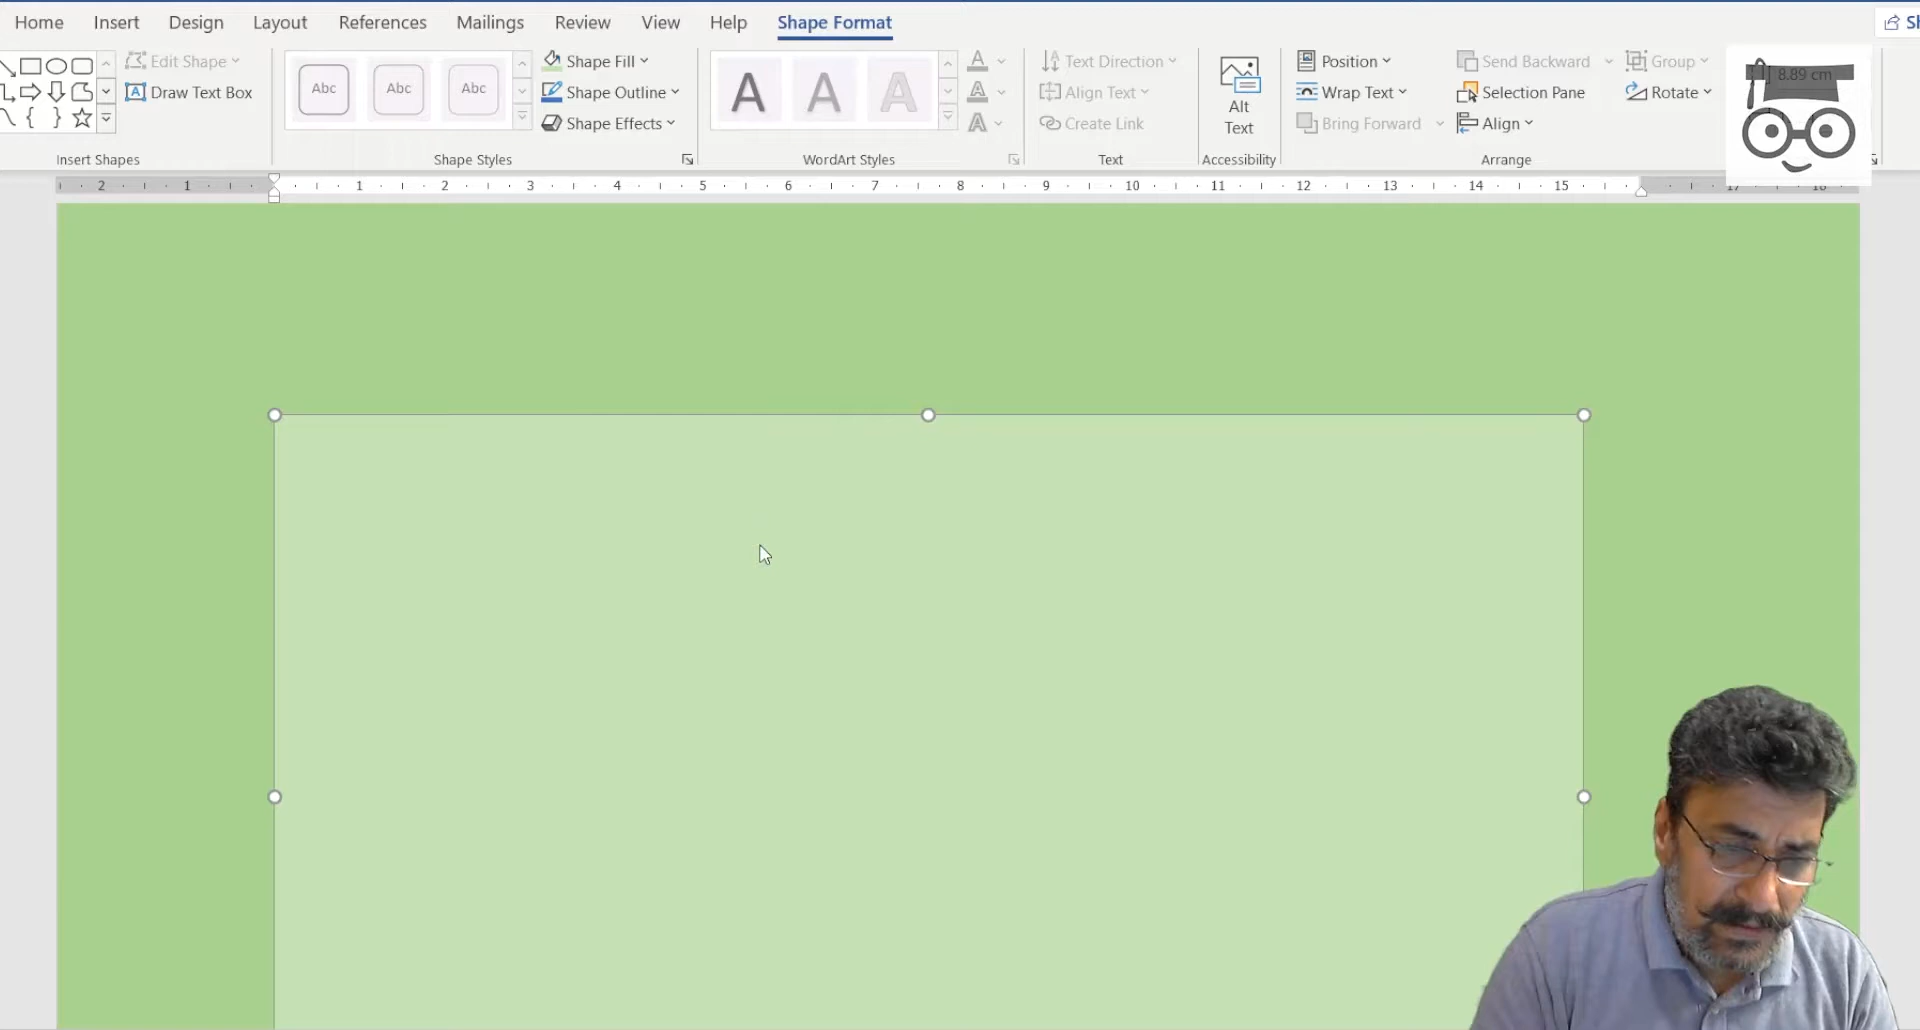 Home Insert Design Layout References Mailings Review View Help Shape Format
Edit Shape
Draw Text Box
Insert Shapes
Abc Abc Abc
Shape Fill
Shape Outline
Shape Effects
Shape Styles
A A A
A
A
A
WordArt Styles
Text Direction
Align Text
Create Link
Text
Alt
Text
Accessibility
Position
Wrap Text
Bring Forward
Send Backward
Selection Pane
Align
Group
Rotate
Arrange
8.89 cm
2 1 1 2 3 4 5 6 7 8 9 10 11 12 13 14 15 17 18